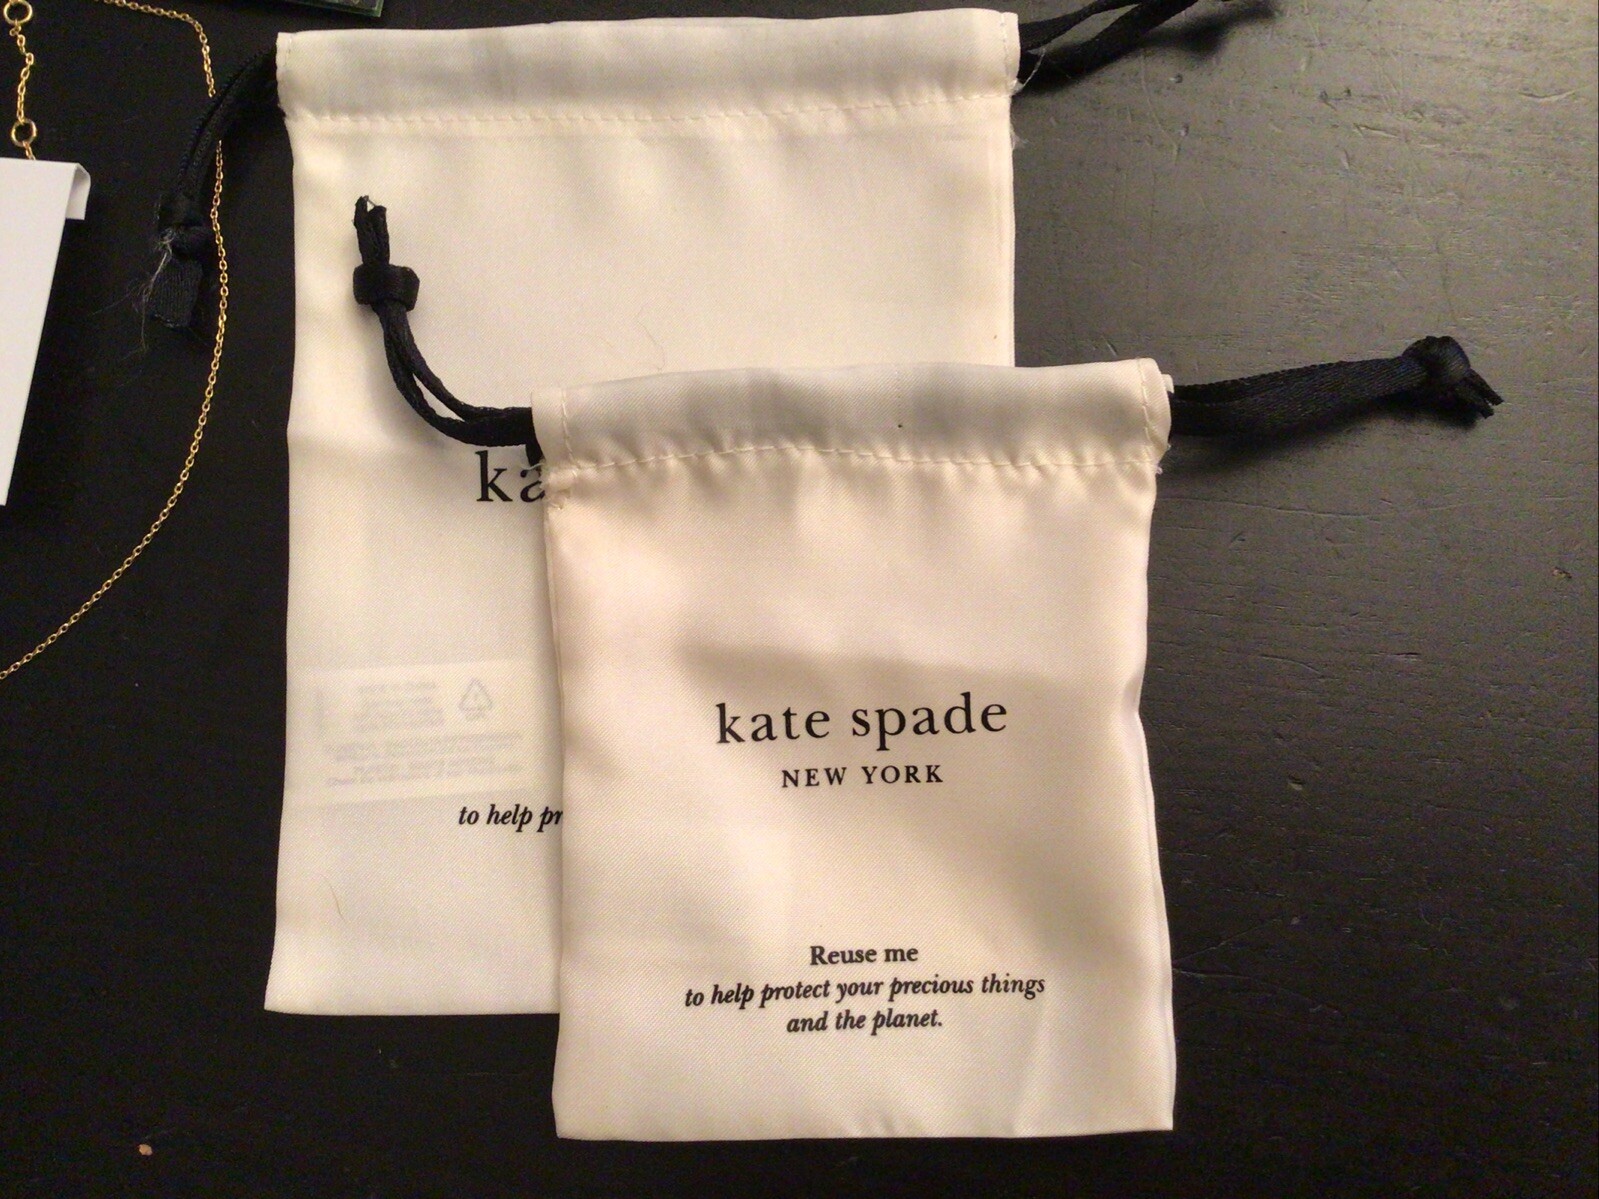 ka
to help pr
kate spade
NEW YORK
Reuse me
to help protect your precious things
and the planet.